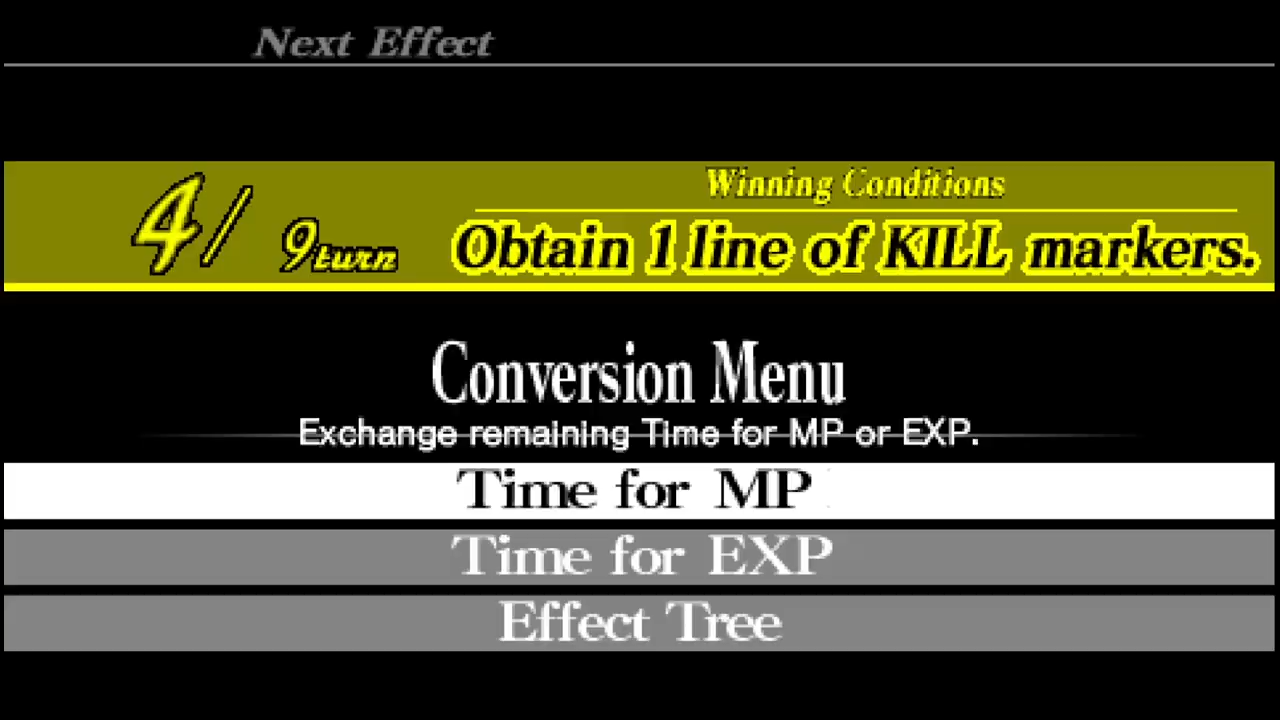 Next Effect
4/ 9turn
Winning Conditions
Obtain 1 line of KILL markers.
Conversion Menu
Exchange remaining Time for MP or EXP.
Time for MP
Time for EXP
Effect Tree